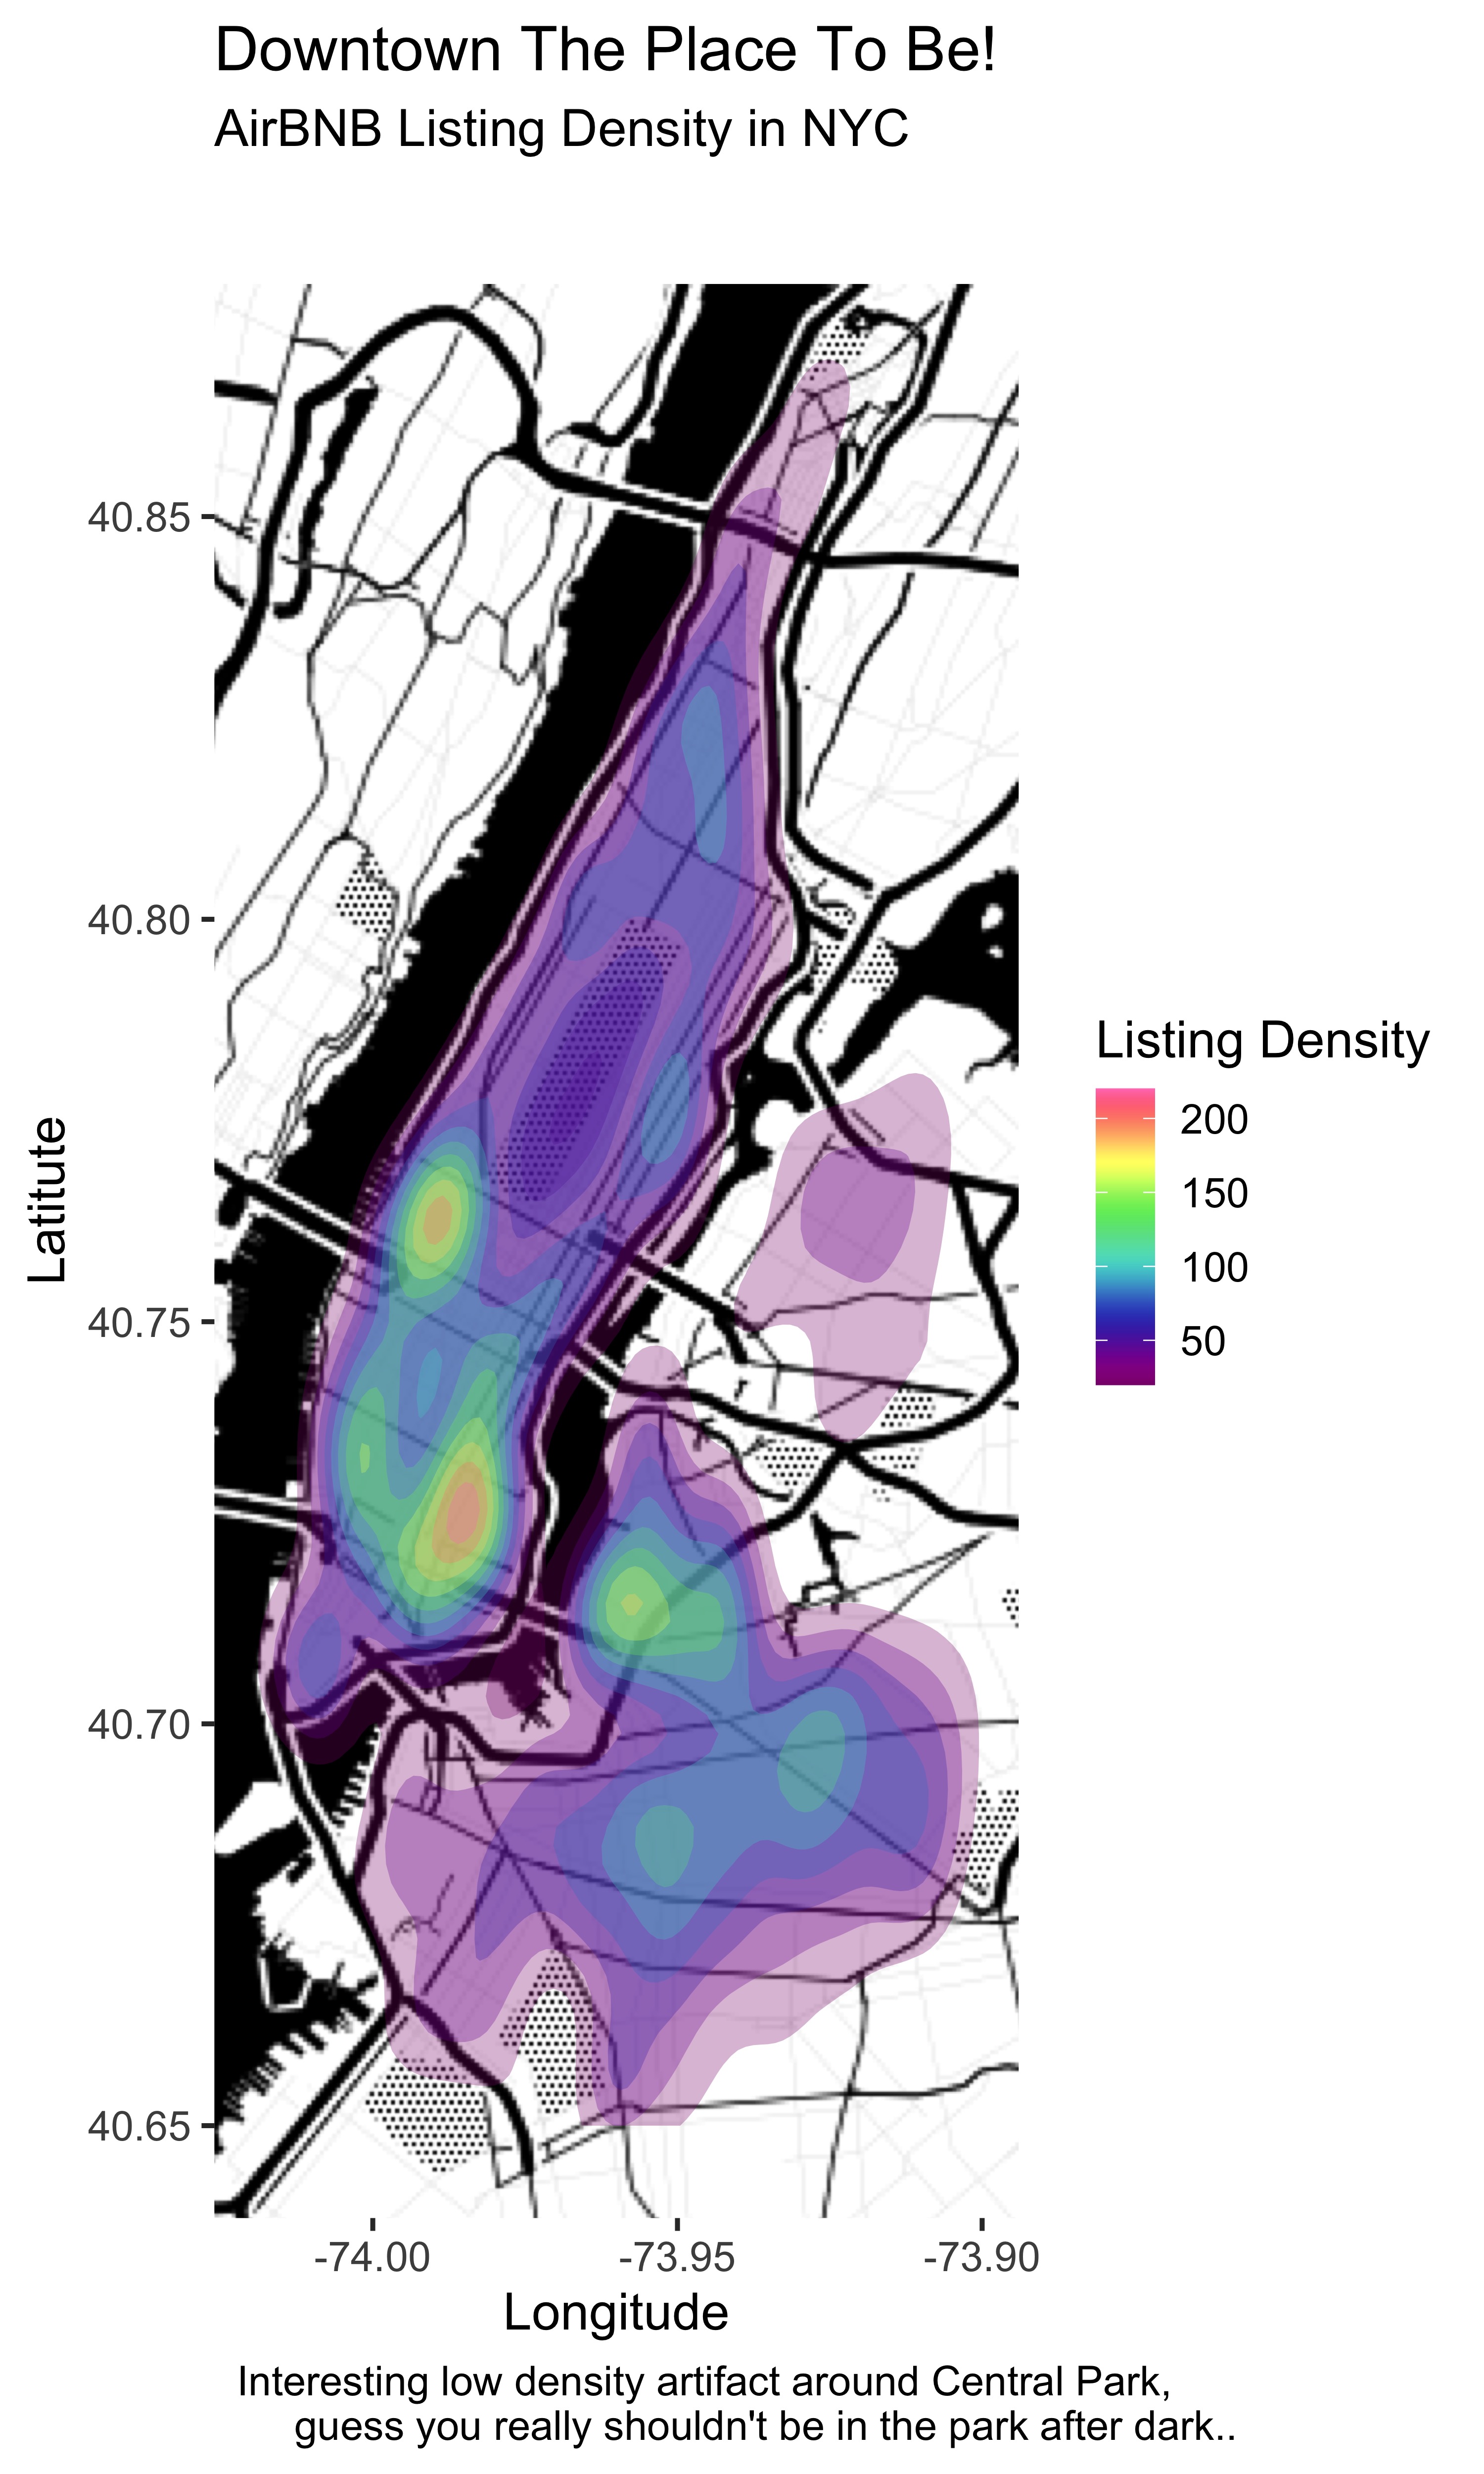 Downtown The Place To Be!
AirBNB Listing Density in NYC
40.85
40.80
40.75
40.70
40.65
Latitute
-74.00
-73.95
-73.90
Longitude
Listing Density
200
150
100
50
Interesting low density artifact around Central Park,
guess you really shouldn't be in the park after dark..